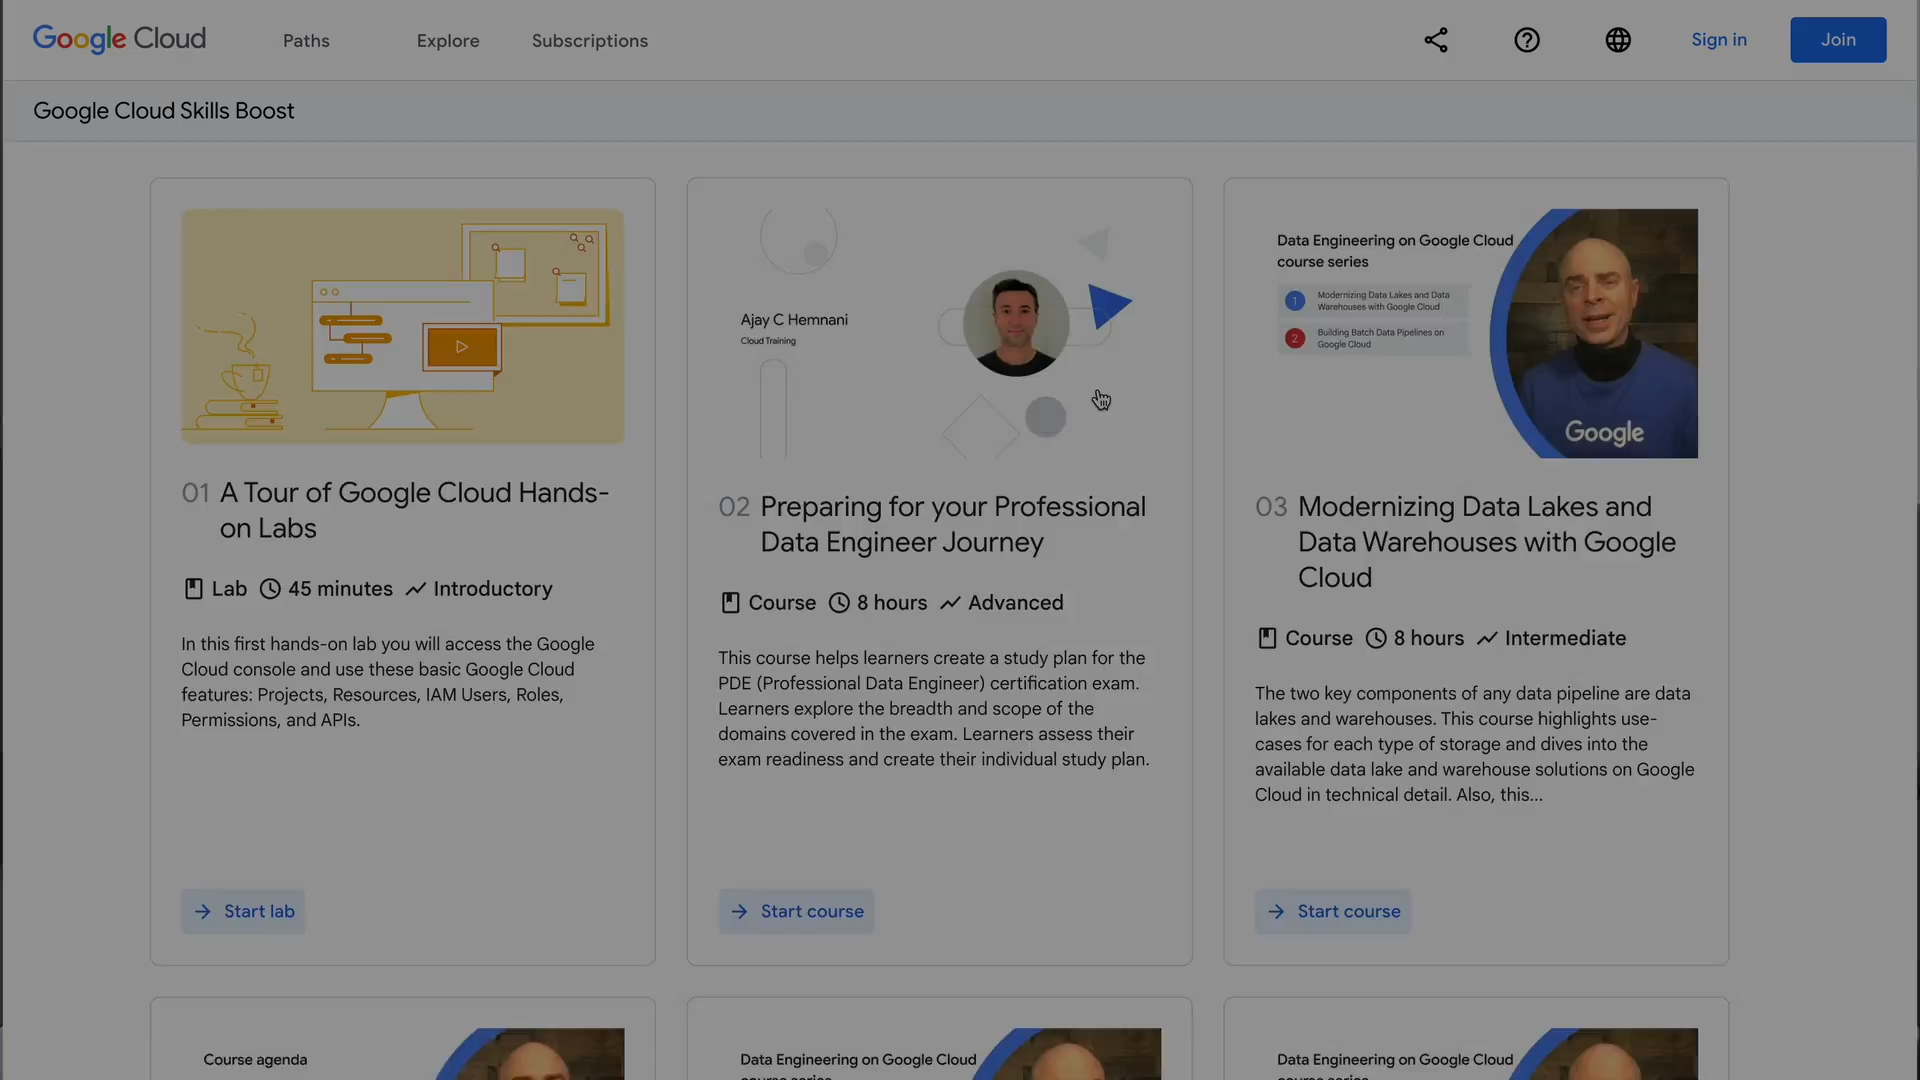 Google Cloud
Paths
Explore
Subscriptions
Sign in
Join
Google Cloud Skills Boost
01 A Tour of Google Cloud Hands-
on Labs
Lab 45 minutes Introductory
In this first hands-on lab you will access the Google
Cloud console and use these basic Google Cloud
features: Projects, Resources, IAM Users, Roles,
Permissions, and APIs.
Start lab
Ajay C Hemnani
Cloud Training
02 Preparing for your Professional
Data Engineer Journey
Course 8 hours Advanced
This course helps learners create a study plan for the
PDE (Professional Data Engineer) certification exam.
Learners explore the breadth and scope of the
domains covered in the exam. Learners assess their
exam readiness and create their individual study plan.
Start course
Data Engineering on Google Cloud
course series
1 Modernizing Data Lakes and Data
Warehouses with Google Cloud
2 Building Batch Data Pipelines on
Google Cloud
Google
03 Modernizing Data Lakes and
Data Warehouses with Google
Cloud
Course 8 hours Intermediate
The two key components of any data pipeline are data
lakes and warehouses. This course highlights use-
cases for each type of storage and dives into the
available data lake and warehouse solutions on Google
Cloud in technical detail. Also, this...
Start course
Course agenda
Data Engineering on Google Cloud
Data Engineering on Google Cloud